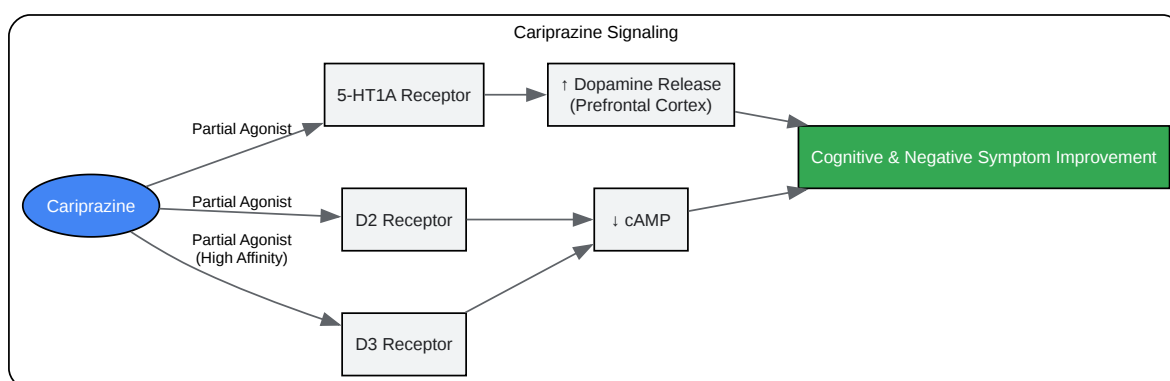 Cariprazine Signaling
5-HT1A Receptor
↑ Dopamine Release
(Prefrontal Cortex)
Partial Agonist
Cognitive & Negative Symptom Improvement
Cariprazine
Partial Agonist
D2 Receptor
↓ cAMP
Partial Agonist
(High Affinity)
D3 Receptor